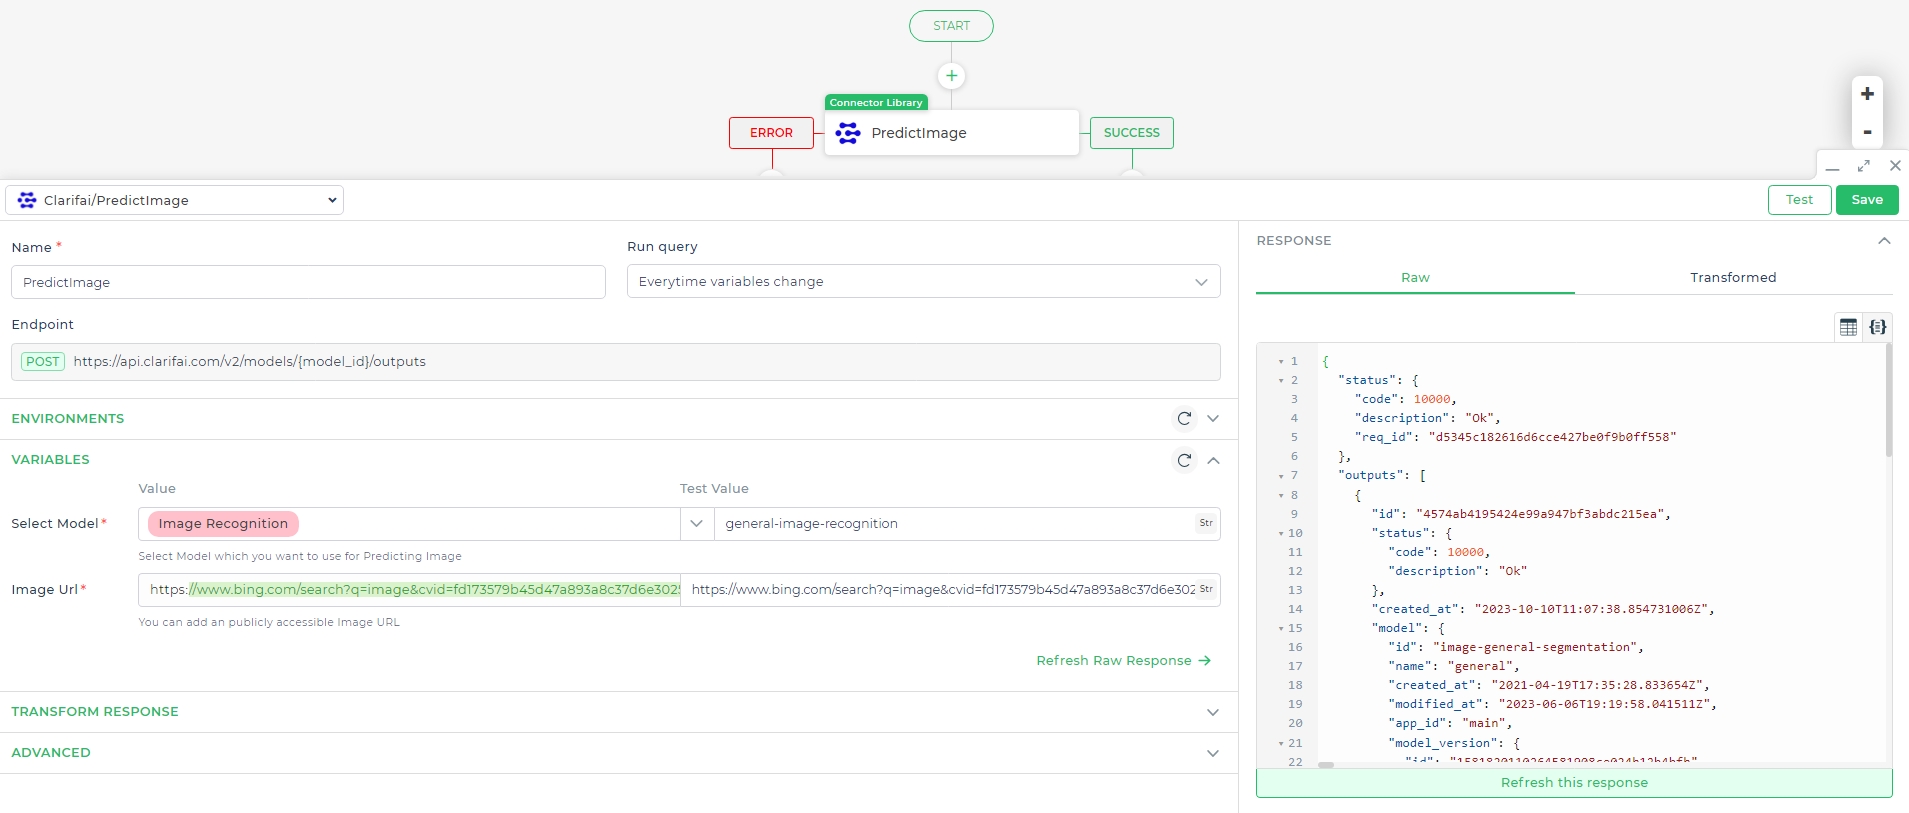 START
+
Connector Library
ERROR
PredictImage
SUCCESS
+
-
Clarifai/PredictImage
Test
Save
Name *
Run query
PredictImage
Everytime variables change
Endpoint
POST https://api.clarifai.com/v2/models/{model_id}/outputs
ENVIRONMENTS
VARIABLES
Value
Test Value
Select Model*
Image Recognition
general-image-recognition
Str
Select Model which you want to use for Predicting Image
Image Url*
https://www.bing.com/search?q=image&cvid=fd173579b45d47a893a8c37d6e302
https://www.bing.com/search?q=image&cvid=fd173579b45d47a893a8c37d6e302
Str
You can add an publicly accessible Image URL
Refresh Raw Response →
TRANSFORM RESPONSE
ADVANCED
RESPONSE
Raw
Transformed
1 {
2 "status": {
3 "code": 10000,
4 "description": "Ok",
5 "req_id": "d5345c182616d6cce427be0f9b0ff558"
6 },
7 "outputs": [
8 {
9 "id": "4574ab4195424e99a947bf3abdc215ea",
10 "status": {
11 "code": 10000,
12 "description": "Ok"
13 },
14 "created_at": "2023-10-10T11:07:38.854731006Z",
15 "model": {
16 "id": "image-general-segmentation",
17 "name": "general",
18 "created_at": "2021-04-19T17:35:28.833654Z",
19 "modified_at": "2023-06-06T19:19:58.041511Z",
20 "app_id": "main",
21 "model_version": {
22 "id":
Refresh this response